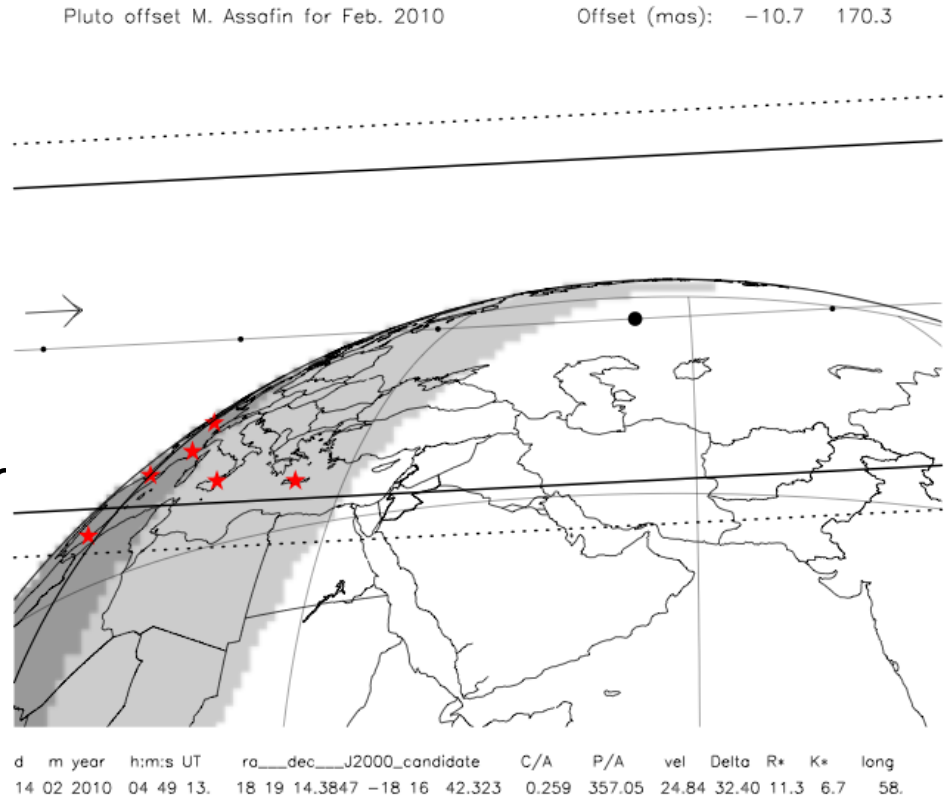 Pluto offset M. Assafin for Feb. 2010 Offset (mas): −10.7 170.3
d m year h:m:s UT ra___dec___J2000_candidate C/A P/A vel Delta R* K* long
14 02 2010 04 49 13. 18 19 14.3847 −18 16 42.323 0.259 357.05 24.84 32.40 11.3 6.7 58.